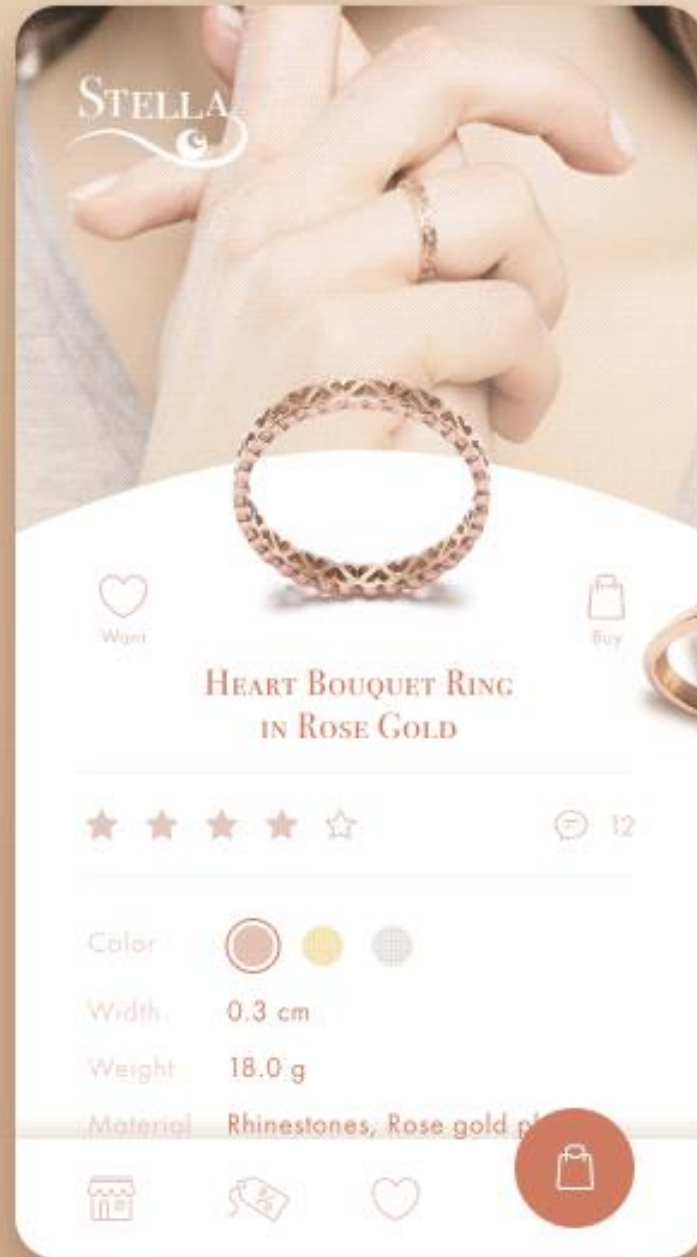 STELLA
Want
Buy
HEART BOUQUET RING
IN ROSE GOLD
12
Color
Width 0.3 cm
Weight 18.0 g
Material Rhinestones, Rose gold
%